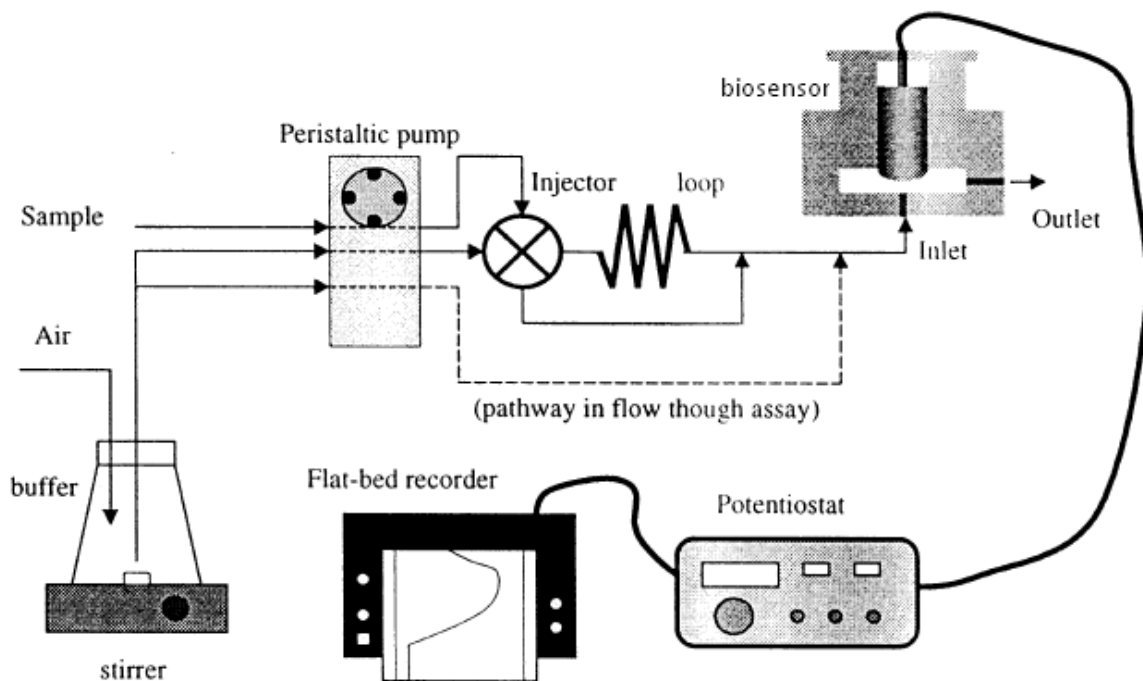 biosensor
Peristaltic pump
Injector
loop
Sample
Outlet
Inlet
Air
(pathway in flow though assay)
buffer
Flat-bed recorder
Potentiostat
stirrer